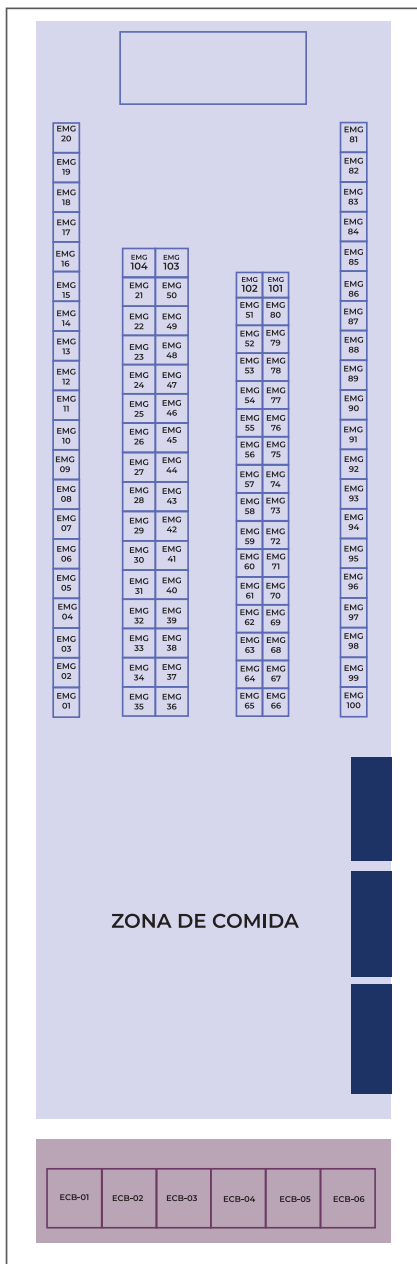 EMG
20
EMG
19
EMG
18
EMG
17
EMG
16
EMG
15
EMG
14
EMG
13
EMG
12
EMG
11
EMG
10
EMG
09
EMG
08
EMG
07
EMG
06
EMG
05
EMG
04
EMG
03
EMG
02
EMG
01
EMG
104
EMG
21
EMG
22
EMG
23
EMG
24
EMG
25
EMG
26
EMG
27
EMG
28
EMG
29
EMG
30
EMG
31
EMG
32
EMG
33
EMG
34
EMG
35
EMG
103
EMG
50
EMG
49
EMG
48
EMG
47
EMG
46
EMG
45
EMG
44
EMG
43
EMG
42
EMG
41
EMG
40
EMG
39
EMG
38
EMG
37
EMG
36
EMG
102
EMG
51
EMG
52
EMG
53
EMG
54
EMG
55
EMG
56
EMG
57
EMG
58
EMG
59
EMG
60
EMG
61
EMG
62
EMG
63
EMG
64
EMG
65
EMG
101
EMG
80
EMG
79
EMG
78
EMG
77
EMG
76
EMG
75
EMG
74
EMG
73
EMG
72
EMG
71
EMG
70
EMG
69
EMG
68
EMG
67
EMG
66
EMG
81
EMG
82
EMG
83
EMG
84
EMG
85
EMG
86
EMG
87
EMG
88
EMG
89
EMG
90
EMG
91
EMG
92
EMG
93
EMG
94
EMG
95
EMG
96
EMG
97
EMG
98
EMG
99
EMG
100
ZONA DE COMIDA
ECB-01
ECB-02
ECB-03
ECB-04
ECB-05
ECB-06